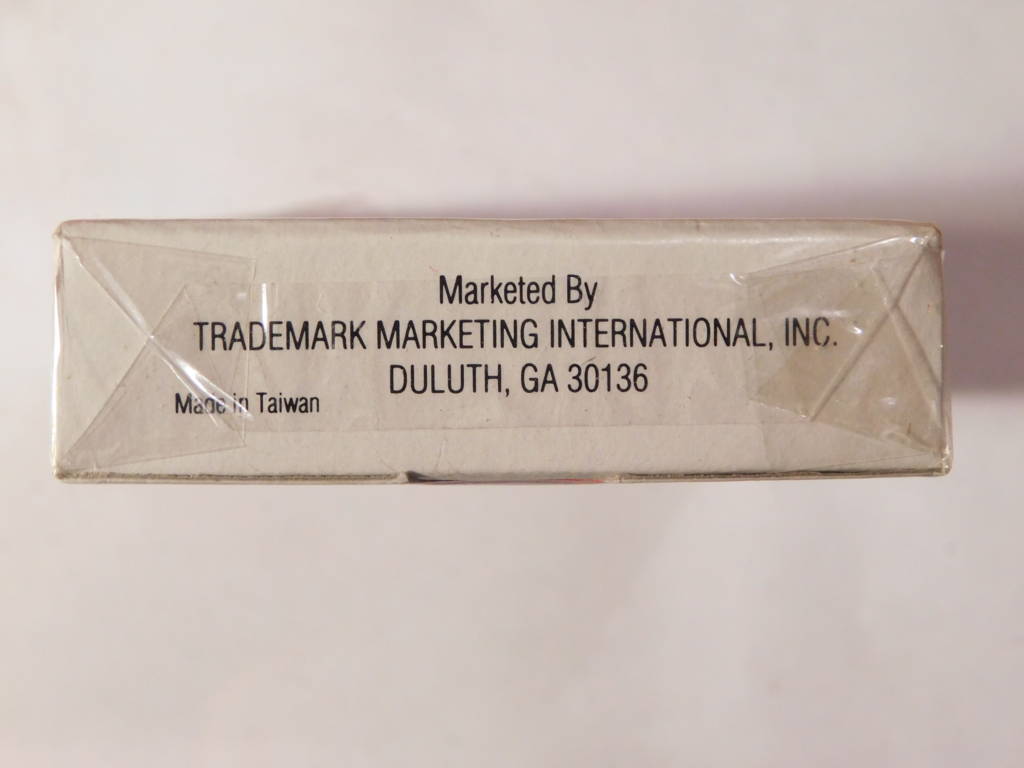 Marketed By
TRADEMARK MARKETING INTERNATIONAL, INC.
DULUTH, GA 30136
Made in Taiwan